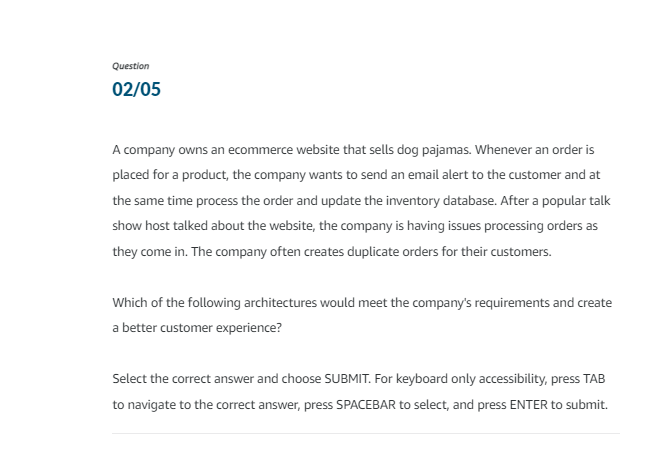 Question
02/05
A company owns an ecommerce website that sells dog pajamas. Whenever an order is
placed for a product, the company wants to send an email alert to the customer and at
the same time process the order and update the inventory database. After a popular talk
show host talked about the website, the company is having issues processing orders as
they come in. The company often creates duplicate orders for their customers.
Which of the following architectures would meet the company's requirements and create
a better customer experience?
Select the correct answer and choose SUBMIT. For keyboard only accessibility, press TAB
to navigate to the correct answer, press SPACEBAR to select, and press ENTER to submit.